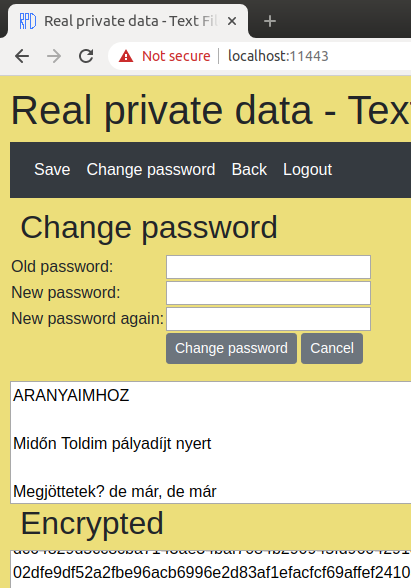 RPD Real private data - Text Fil
Not secure localhost:11443
Real private data - Tex
Save Change password Back Logout
Change password
Old password:
New password:
New password again:
Change password Cancel
ARANYAIMHOZ
Midőn Toldim pályadíjt nyert
Megjöttetek? de már, de már
Encrypted
02dfe9df52a2fbe96acb6996e2d83af1efacfcf69affef2410